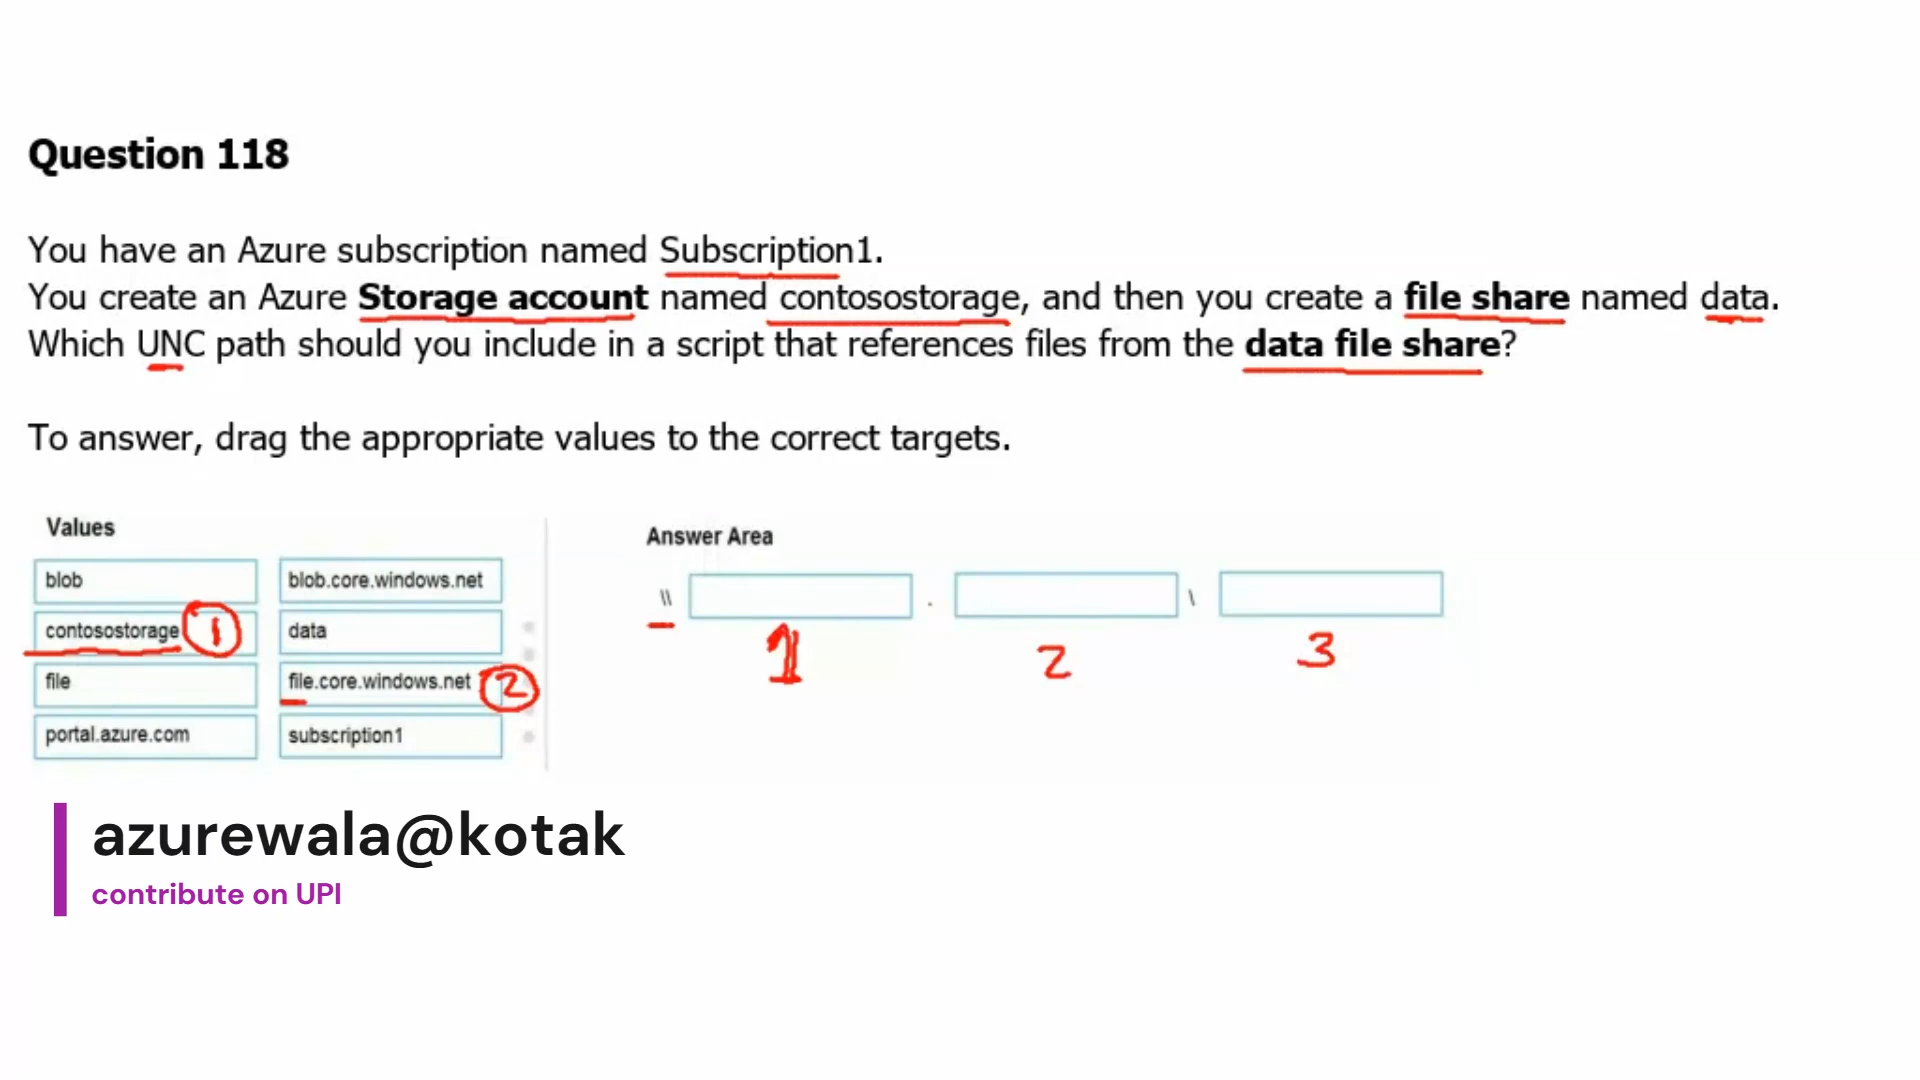 Question 118
You have an Azure subscription named Subscription1.
You create an Azure Storage account named contosostorage, and then you create a file share named data.
Which UNC path should you include in a script that references files from the data file share?
To answer, drag the appropriate values to the correct targets.
Values
blob blob.core.windows.net
contosostorage 1 data
file file.core.windows.net 2
portal.azure.com subscription1
Answer Area
\\ . \
1 2 3
azurewala@kotak
contribute on UPI